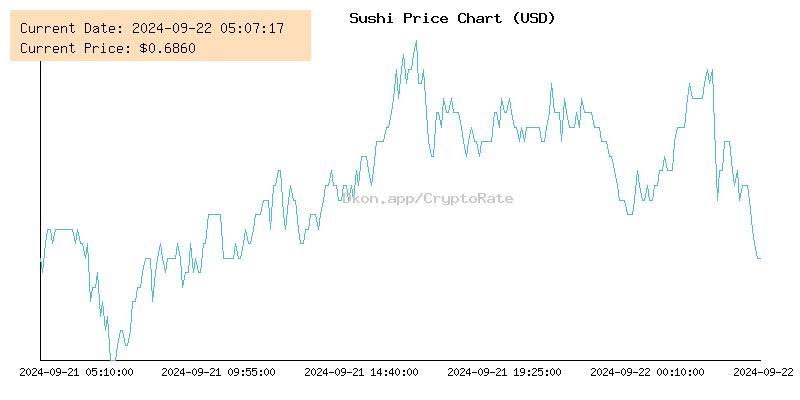 Sushi Price Chart (USD)
Current Date: 2024-09-22 05:07:17
Current Price: $0.6860
Dkon.app/CryptoRate
2024-09-21 05:10:00 2024-09-21 09:55:00 2024-09-21 14:40:00 2024-09-21 19:25:00 2024-09-22 00:10:00 2024-09-22